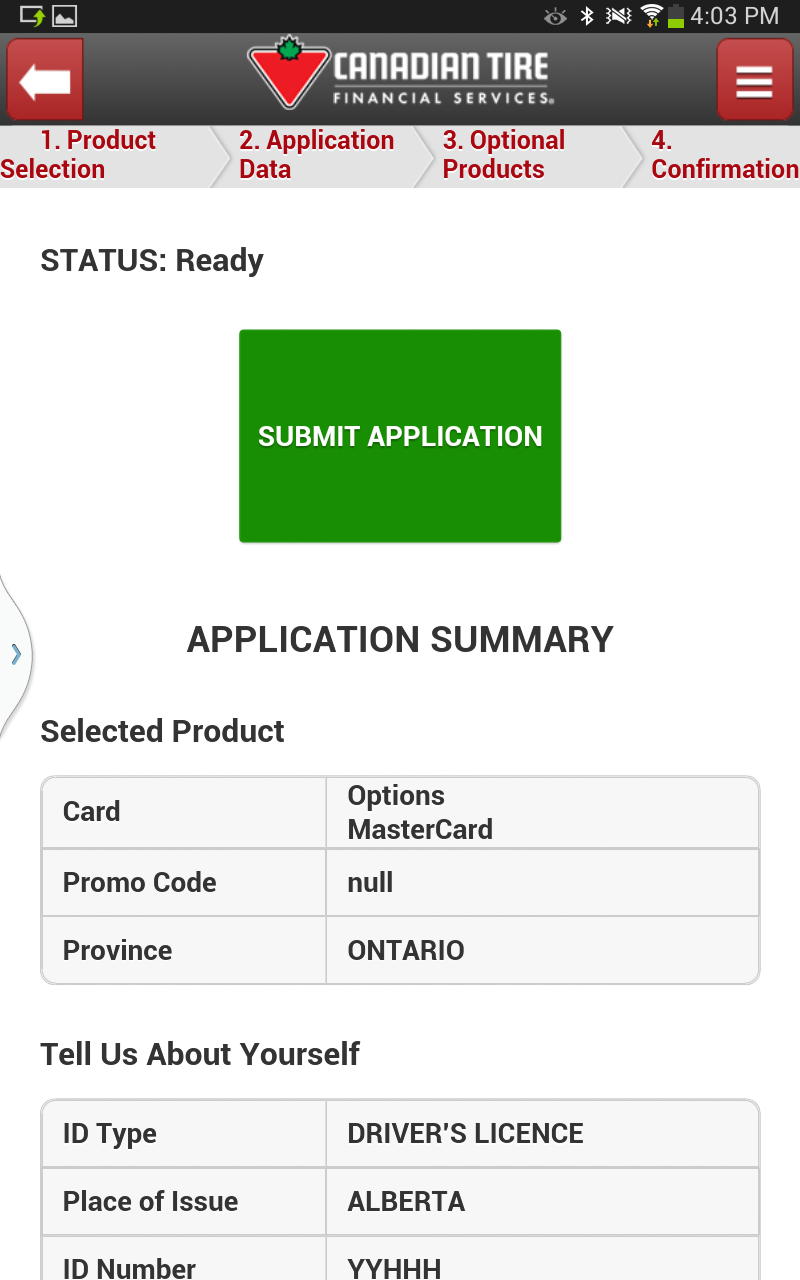 4:03 PM
CANADIAN TIRE
FINANCIAL SERVICES®
1. Product
Selection
2. Application
Data
3. Optional
Products
4.
Confirmation
STATUS: Ready
SUBMIT APPLICATION
APPLICATION SUMMARY
Selected Product
Card
Options
MasterCard
Promo Code
null
Province
ONTARIO
Tell Us About Yourself
ID Type
DRIVER'S LICENCE
Place of Issue
ALBERTA
ID Number
YYHHH